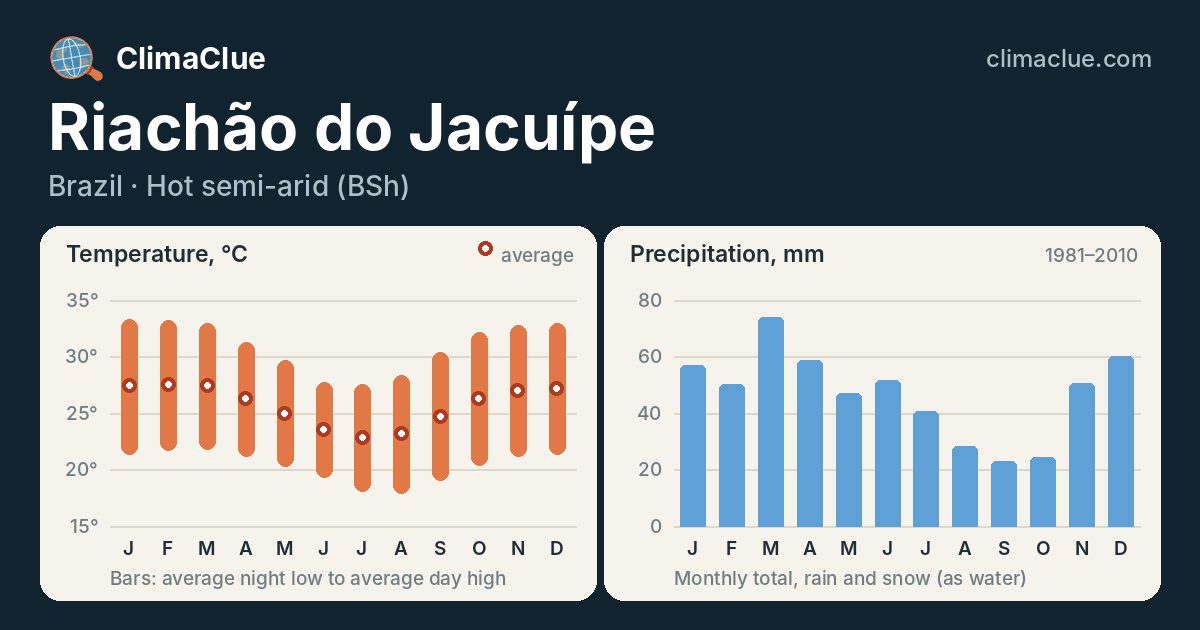 ClimaClue
climaclue.com
Riachão do Jacuípe
Brazil · Hot semi-arid (BSh)
Temperature, °C
average
35°
30°
25°
20°
15°
J F M A M J J A S O N D
Bars: average night low to average day high
Precipitation, mm
1981–2010
80
60
40
20
0
J F M A M J J A S O N D
Monthly total, rain and snow (as water)